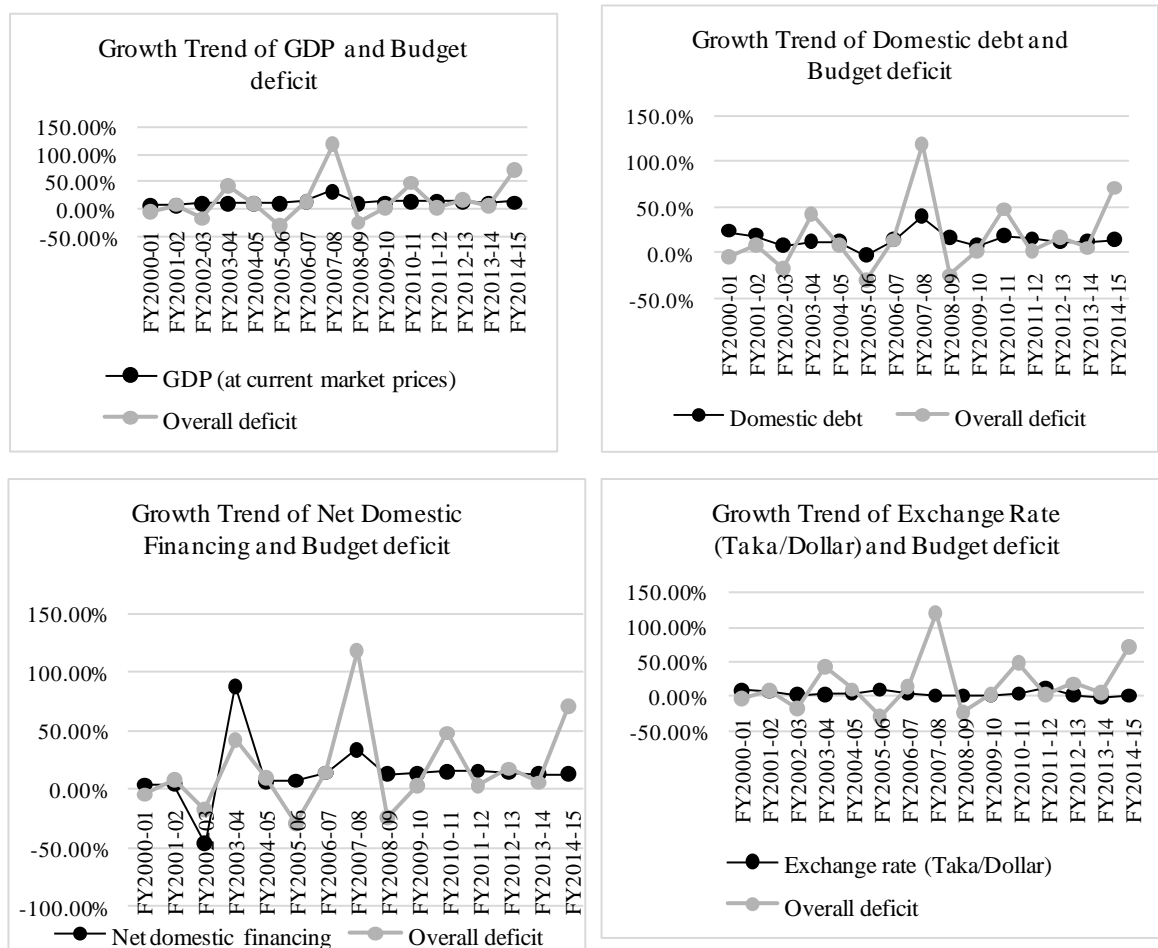 Growth Trend of GDP and Budget
deficit
150.00%
100.00%
50.00%
0.00%
-50.00%
FY2000-01
FY2001-02
FY2002-03
FY2003-04
FY2004-05
FY2005-06
FY2006-07
FY2007-08
FY2008-09
FY2009-10
FY2010-11
FY2011-12
FY2012-13
FY2013-14
FY2014-15
GDP (at current market prices)
Overall deficit
Growth Trend of Domestic debt and
Budget deficit
150.0%
100.0%
50.0%
0.0%
-50.0%
FY2000-01
FY2001-02
FY2002-03
FY2003-04
FY2004-05
FY2005-06
FY2006-07
FY2007-08
FY2008-09
FY2009-10
FY2010-11
FY2011-12
FY2012-13
FY2013-14
FY2014-15
Domestic debt Overall deficit
Growth Trend of Net Domestic
Financing and Budget deficit
150.00%
100.00%
50.00%
0.00%
-50.00%
-100.00%
FY2000-01
FY2001-02
FY2002-03
FY2003-04
FY2004-05
FY2005-06
FY2006-07
FY2007-08
FY2008-09
FY2009-10
FY2010-11
FY2011-12
FY2012-13
FY2013-14
FY2014-15
Net domestic financing Overall deficit
Growth Trend of Exchange Rate
(Taka/Dollar) and Budget deficit
150.00%
100.00%
50.00%
0.00%
-50.00%
FY2000-01
FY2001-02
FY2002-03
FY2003-04
FY2004-05
FY2005-06
FY2006-07
FY2007-08
FY2008-09
FY2009-10
FY2010-11
FY2011-12
FY2012-13
FY2013-14
FY2014-15
Exchange rate (Taka/Dollar)
Overall deficit